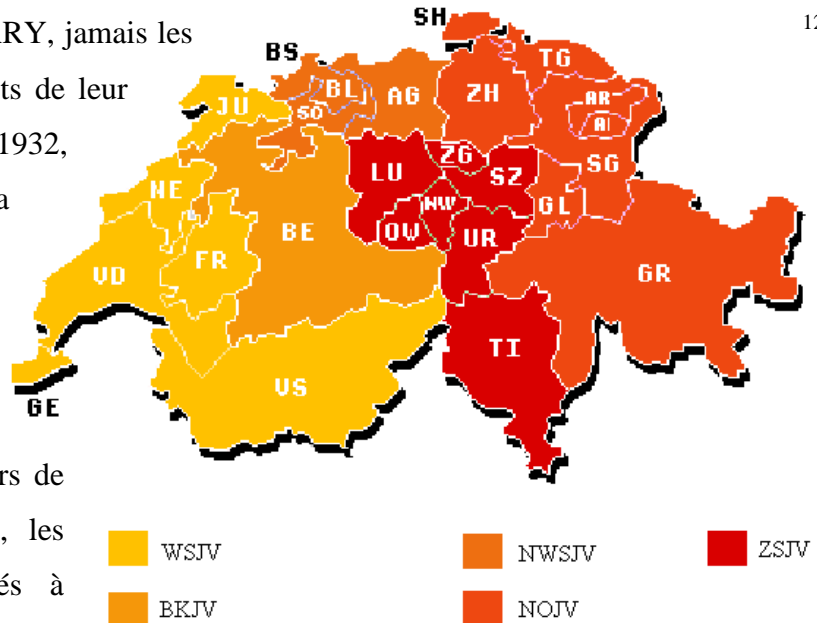 RY, jamais les
ts de leur
1932,
a
12
SH
BS
TG
JU
BL
AG
ZH
AR
SO
AI
ZG
LU
SZ
SG
NE
NW
GL
OW
UR
BE
FR
VD
GR
TI
VS
GE
rs de
, les
és à
WSJV
NWSJV
ZSJV
BKJV
NOJV